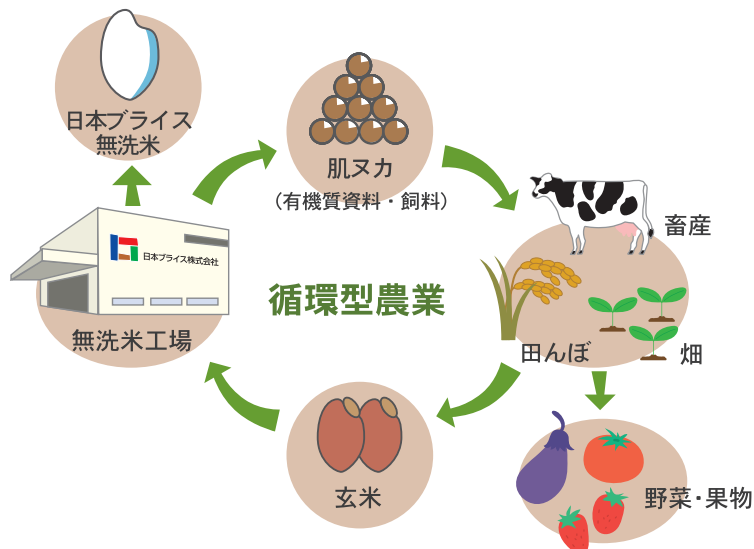 日本ブライス
無洗米
肌ヌカ
（有機質資料・飼料）
畜産
日本ブライス株式会社
循環型農業
無洗米工場
田んぼ
畑
玄米
野菜・果物